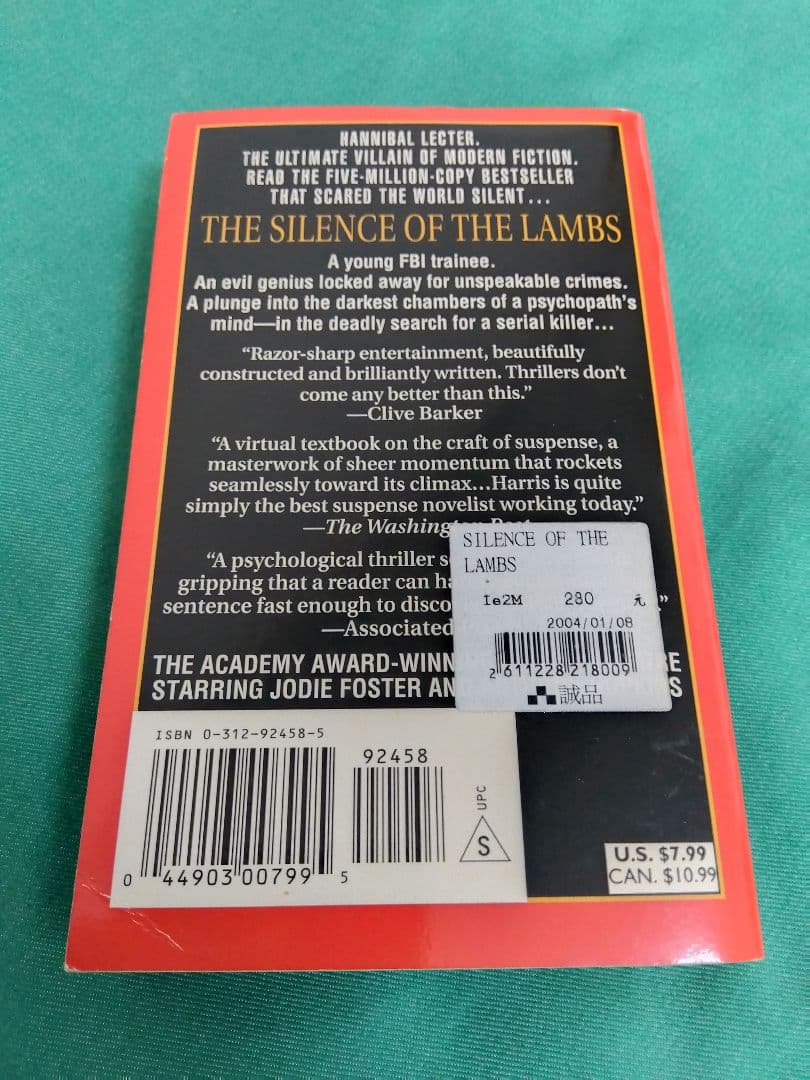 HANNIBAL LECTER.
THE ULTIMATE VILLAIN OF MODERN FICTION.
READ THE FIVE-MILLION-COPY BESTSELLER
THAT SCARED THE WORLD SILENT...
THE SILENCE OF THE LAMBS
A young FBI trainee.
An evil genius locked away for unspeakable crimes.
A plunge into the darkest chambers of a psychopath's
mind—in the deadly search for a serial killer...
“Razor-sharp entertainment, beautifully
constructed and brilliantly written. Thrillers don't
come any better than this.”
—Clive Barker
“A virtual textbook on the craft of suspense, a
masterwork of sheer momentum that rockets
seamlessly toward its climax...Harris is quite
simply the best suspense novelist working today.”
—The Washington
“A psychological thriller
gripping that a reader can
sentence fast enough to ”
—Associated
THE ACADEMY AWARD-
STARRING JODIE FOSTER
SILENCE OF THE
LAMBS
Ie2M 280 元
2004/01/08
2 611228 218009
誠品
ISBN 0-312-92458-5
92458
0 44903 00799 5
UPC
S
U.S. $7.99
CAN. $10.99